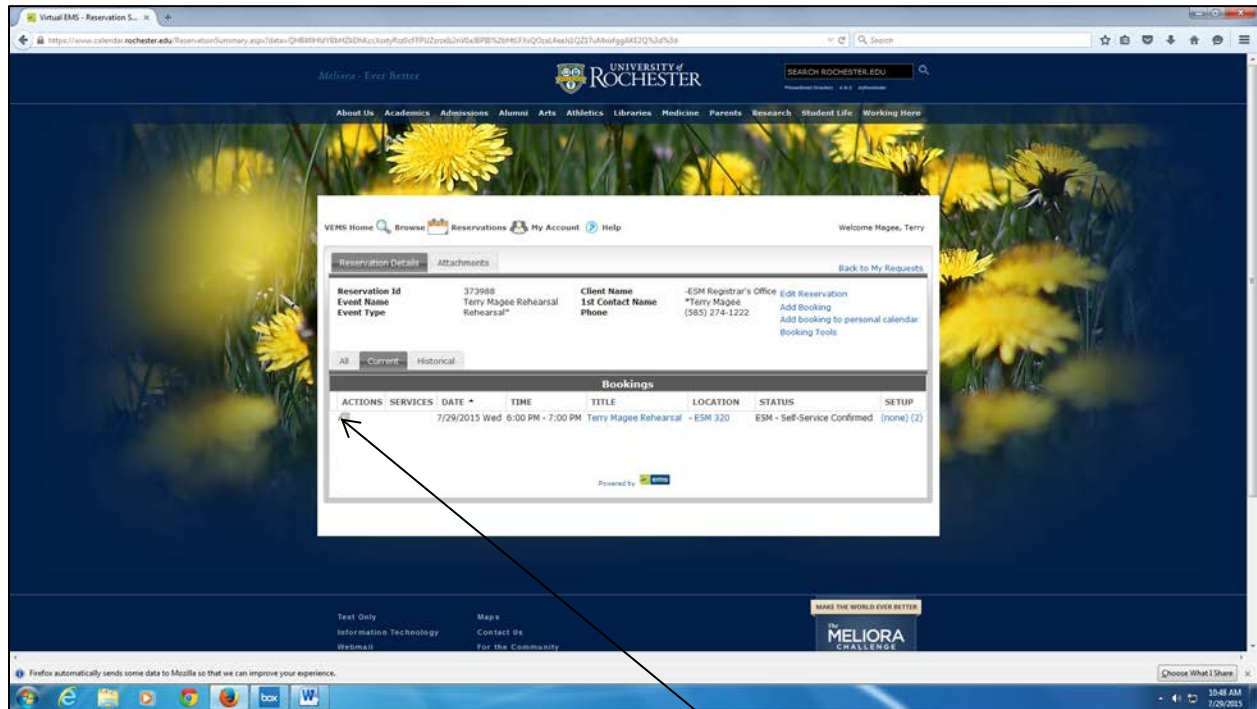 Virtual EMS - Reservation S...
Search
Meliora - Ever Better
UNIVERSITY of
ROCHESTER
SEARCH ROCHESTER.EDU
About Us Academics Admissions Alumni Arts Athletics Libraries Medicine Parents Research Student Life Working Here
VEMS Home Browse Reservations My Account Help
Welcome Magee, Terry
Reservation Details Attachments
Back to My Requests
Reservation Id 373988 Client Name -ESM Registrar's Office Edit Reservation
Event Name Terry Magee Rehearsal 1st Contact Name *Terry Magee Add Booking
Event Type Rehearsal* Phone (585) 274-1222 Add booking to personal calendar
Booking Tools
All Current Historical
Bookings
ACTIONS SERVICES DATE TIME TITLE LOCATION STATUS SETUP
7/29/2015 Wed 6:00 PM - 7:00 PM Terry Magee Rehearsal - ESM 320 ESM - Self-Service Confirmed (none) (2)
Powered by ems
Text Only Maps
Information Technology Contact Us
Webmail For the Community
MAKE THE WORLD EVER BETTER
The
MELIORA
CHALLENGE
Firefox automatically sends some data to Mozilla so that we can improve your experience.
Choose What I Share
box
10:48 AM
7/29/2015